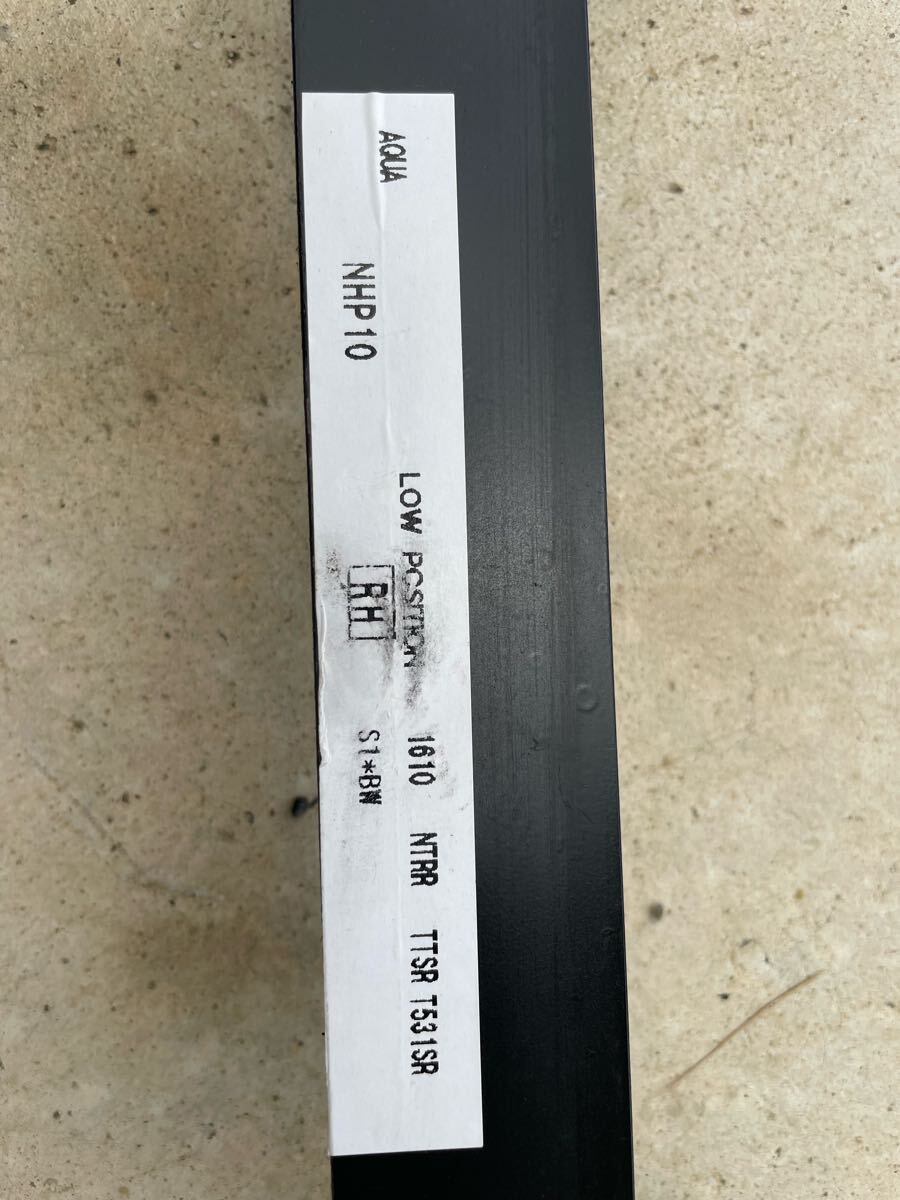 AQUA
NHP10
LOW POSITION
RH
1610 NTRR TTSR T531SR
S1*BW